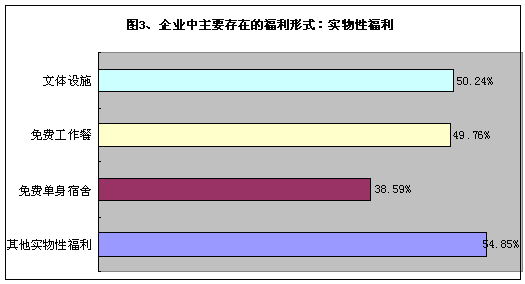 图3、企业中主要存在的福利形式：实物性福利
文体设施
50.24%
免费工作餐
49.76%
免费单身宿舍
38.59%
其他实物性福利
54.85%